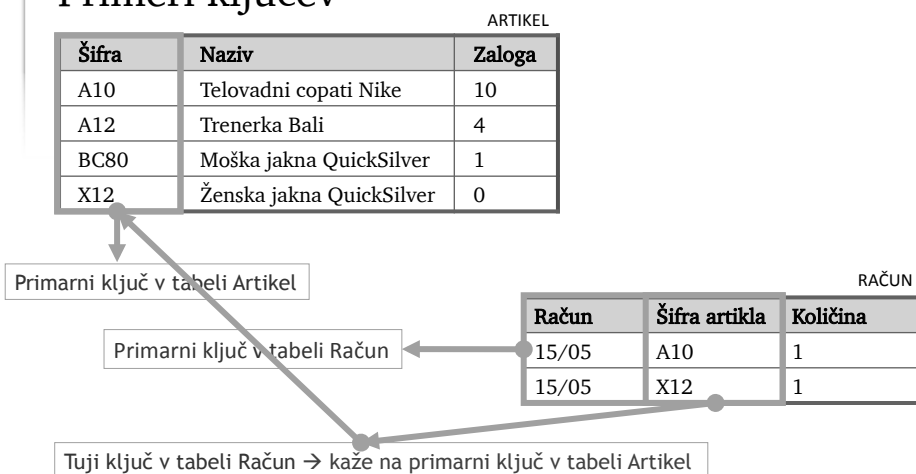 Primeri ključev
ARTIKEL
Šifra Naziv Zaloga
A10 Telovadni copati Nike 10
A12 Trenerka Bali 4
BC80 Moška jakna QuickSilver 1
X12 Ženska jakna QuickSilver 0
Primarni ključ v tabeli Artikel
RAČUN
Račun Šifra artikla Količina
15/05 A10 1
15/05 X12 1
Primarni ključ v tabeli Račun
Tuji ključ v tabeli Račun → kaže na primarni ključ v tabeli Artikel